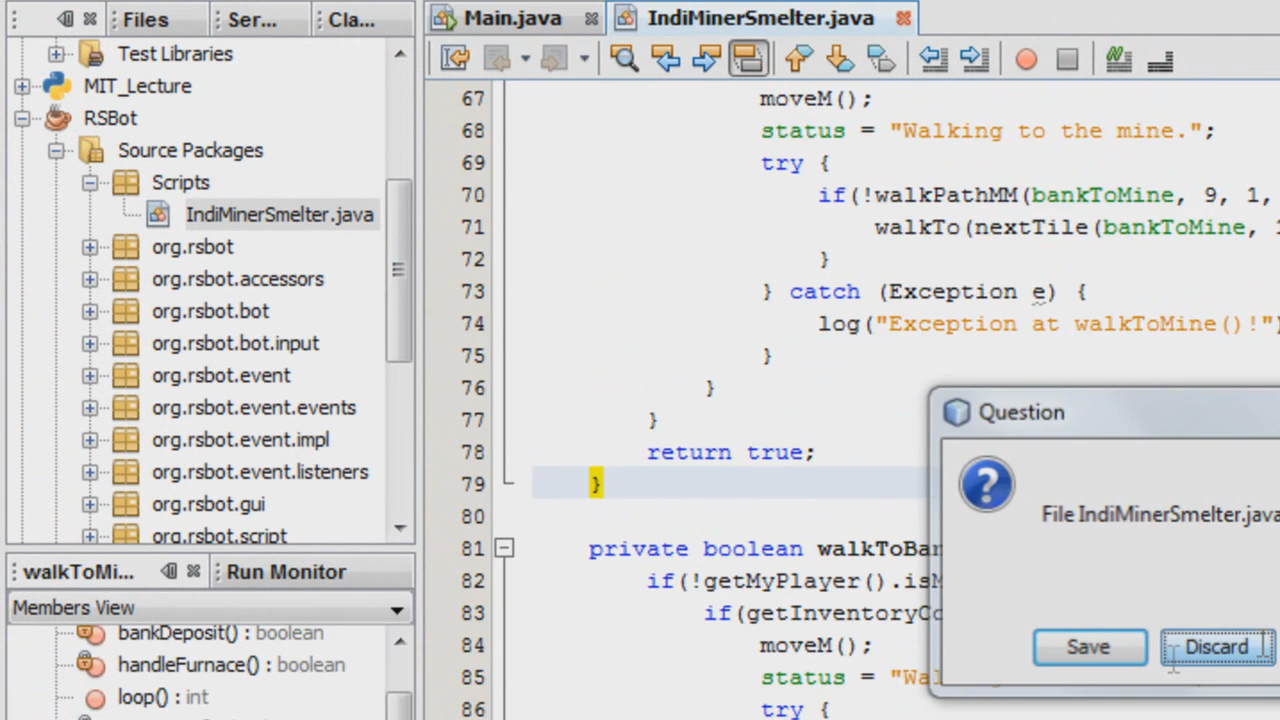 Files
Ser...
Cla...
Test Libraries
MIT_Lecture
RSBot
Source Packages
Scripts
IndiMinerSmelter.java
org.rsbot
org.rsbot.accessors
org.rsbot.bot
org.rsbot.bot.input
org.rsbot.event
org.rsbot.event.events
org.rsbot.event.impl
org.rsbot.event.listeners
org.rsbot.gui
org.rsbot.script
walkToMi...
Run Monitor
Members View
bankDeposit() : boolean
handleFurnace() : boolean
loop() : int
Main.java
IndiMinerSmelter.java
67 moveM();
68 status = "Walking to the mine.";
69 try {
70 if(!walkPathMM(bankToMine, 9, 1,
71 walkTo(nextTile(bankToMine,
72 }
73 } catch (Exception e) {
74 log("Exception at walkToMine()!")
75 }
76 }
77 }
78 return true;
79 }
80
81 private boolean walkToBan
82 if(!getMyPlayer().is
83 if(getInventoryC
84 moveM();
85 status = "Wa
86 try {
Question
File IndiMinerSmelter.java
Save
Discard